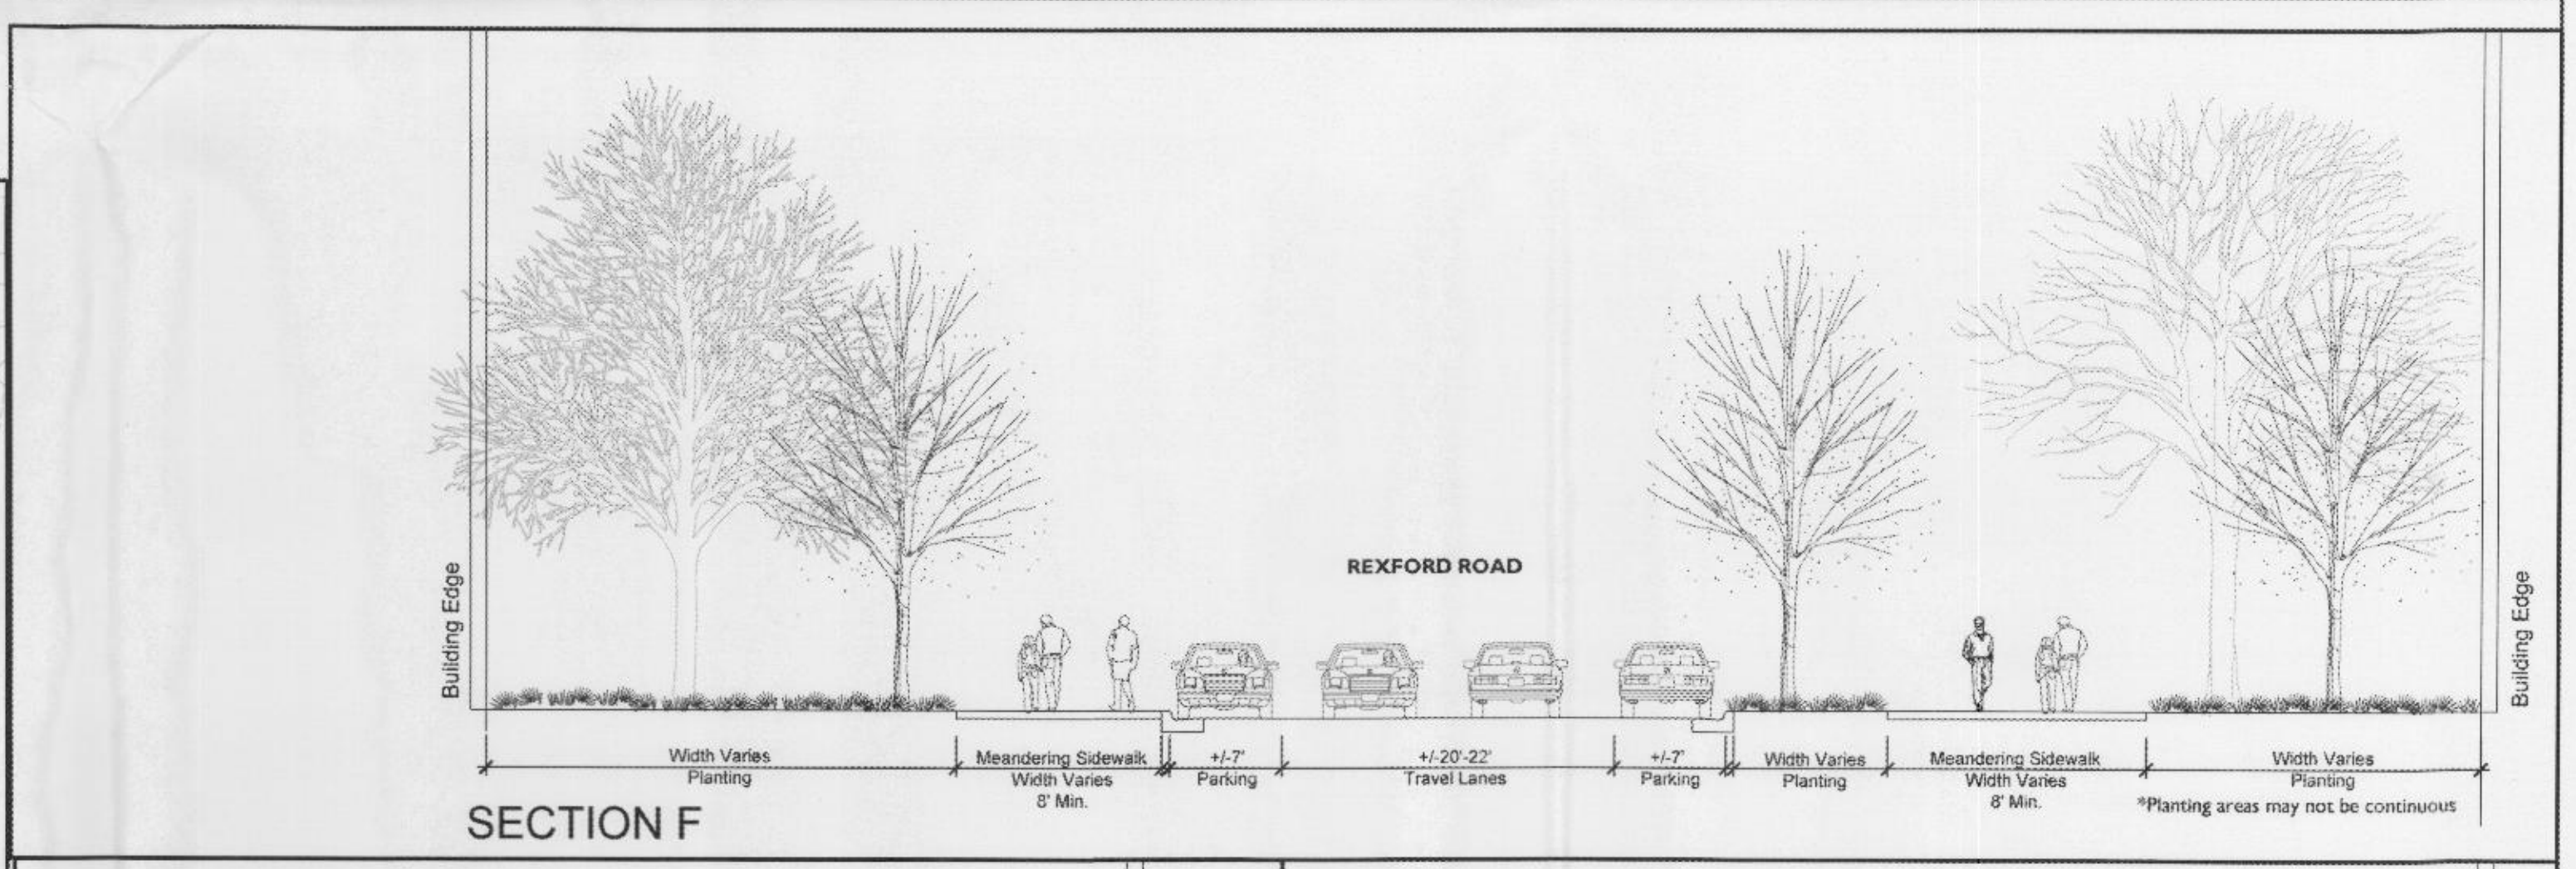 REXFORD ROAD
Building Edge
Building Edge
Width Varies
Planting
Meandering Sidewalk
Width Varies
8' Min.
+/-7'
Parking
+/-20'-22'
Travel Lanes
+/-7'
Parking
Width Varies
Planting
Meandering Sidewalk
Width Varies
8' Min.
Width Varies
Planting
*Planting areas may not be continuous
SECTION F